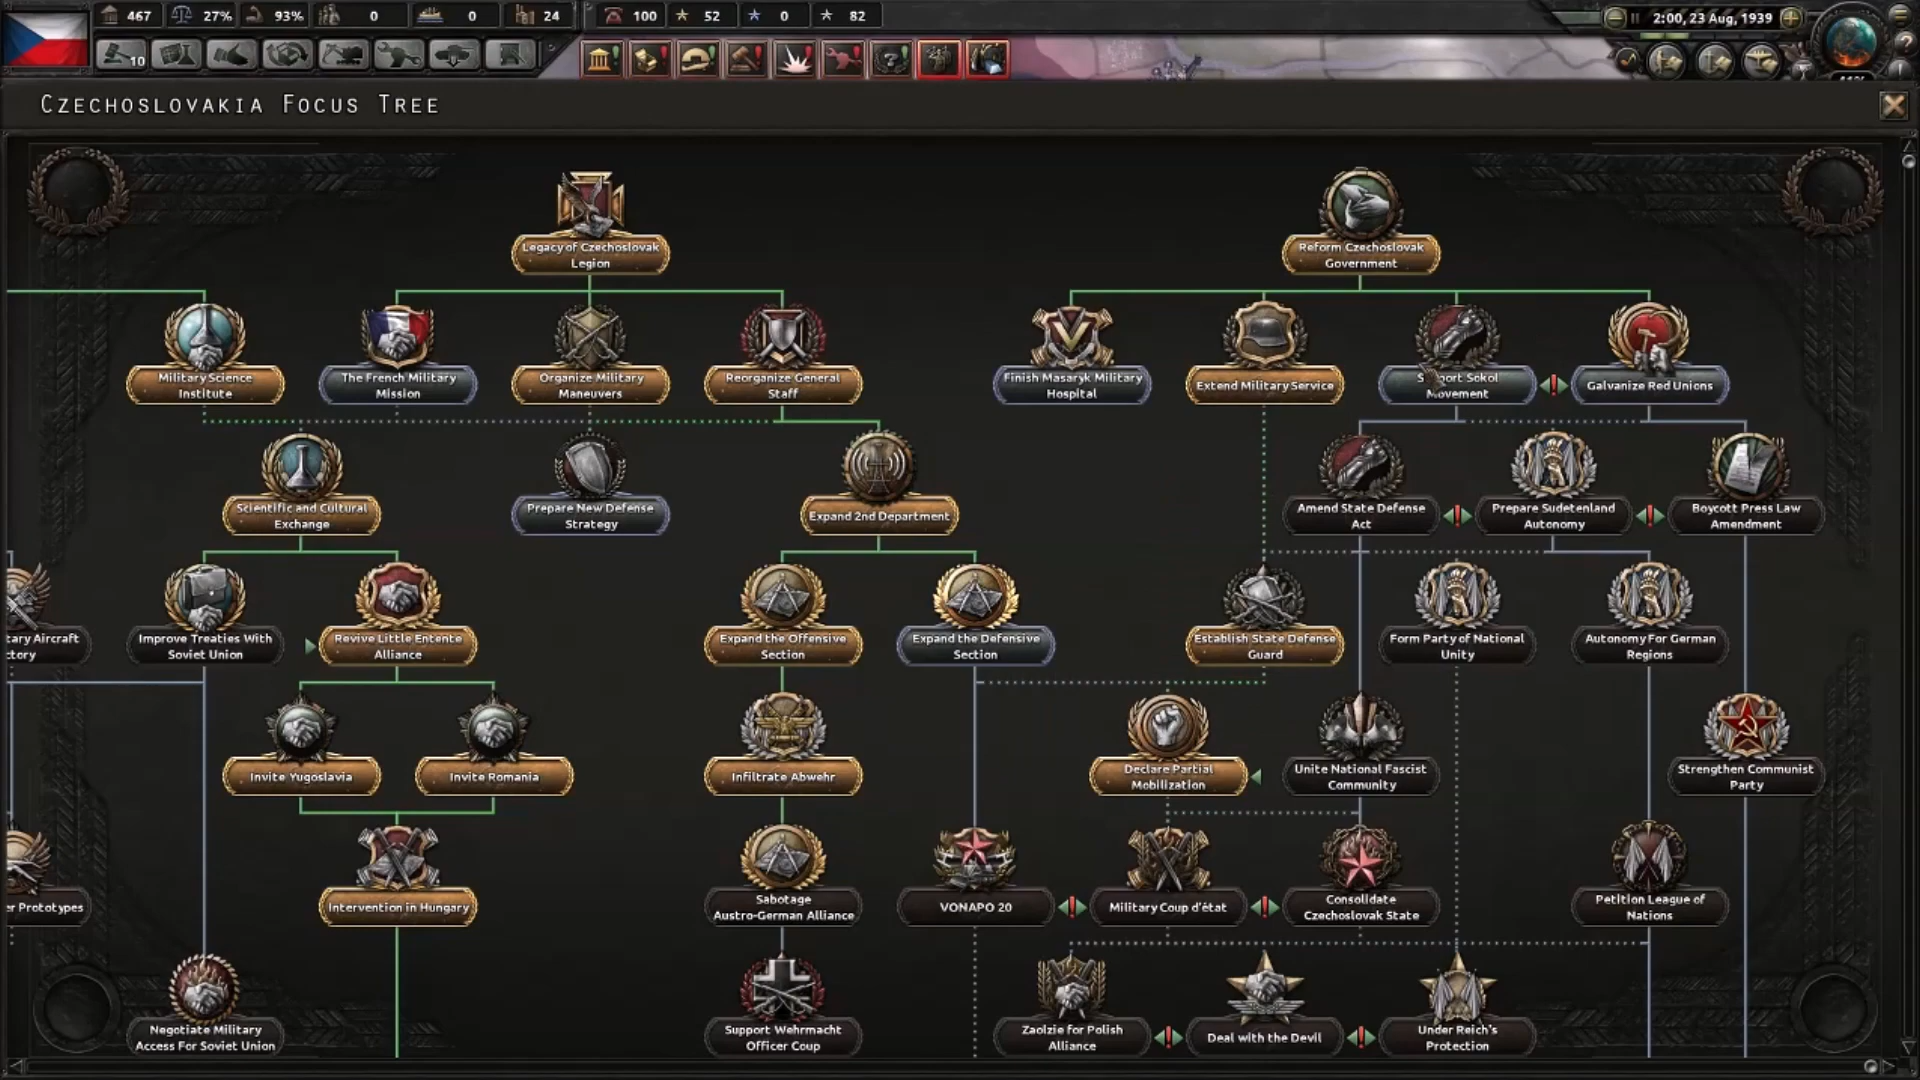 467
27%
93%
0
0
24
100
52
0
82
2:00, 23 Aug, 1939
10
Czechoslovakia Focus Tree
Legacy of Czechoslovak
Legion
Reform Czechoslovak
Government
Military Science
Institute
The French Military
Mission
Organize Military
Maneuvers
Reorganize General
Staff
Finish Masaryk Military
Hospital
Extend Military Service
Support Sokol
Movement
Galvanize Red Unions
Scientific and Cultural
Exchange
Prepare New Defense
Strategy
Expand 2nd Department
Amend State Defense
Act
Prepare Sudetenland
Autonomy
Boycott Press Law
Amendment
tary Aircraft
ctory
Improve Treaties With
Soviet Union
Revive Little Entente
Alliance
Expand the Offensive
Section
Expand the Defensive
Section
Establish State Defense
Guard
Form Party of National
Unity
Autonomy For German
Regions
Invite Yugoslavia
Invite Romania
Infiltrate Abwehr
Declare Partial
Mobilization
Unite National Fascist
Community
Strengthen Communist
Party
er Prototypes
Intervention in Hungary
Sabotage
Austro-German Alliance
VONAPO 20
Military Coup d'état
Consolidate
Czechoslovak State
Petition League of
Nations
Negotiate Military
Access For Soviet Union
Support Wehrmacht
Officer Coup
Zaolzie for Polish
Alliance
Deal with the Devil
Under Reich's
Protection